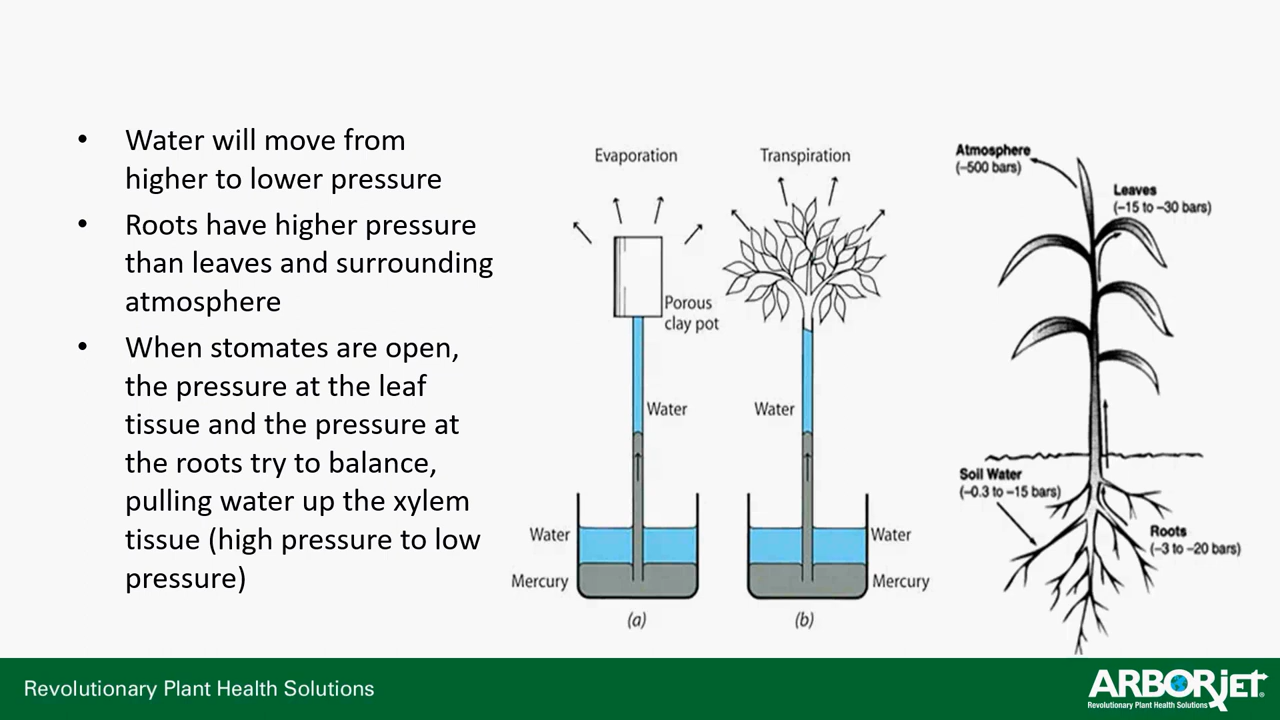 • Water will move from
higher to lower pressure
• Roots have higher pressure
than leaves and surrounding
atmosphere
• When stomates are open,
the pressure at the leaf
tissue and the pressure at
the roots try to balance,
pulling water up the xylem
tissue (high pressure to low
pressure)
Evaporation
Porous
clay pot
Water
Water
Mercury
(a)
Transpiration
Water
Water
Mercury
(b)
Atmosphere
(–500 bars)
Leaves
(–15 to –30 bars)
Soil Water
(–0.3 to –15 bars)
Roots
(–3 to –20 bars)
Revolutionary Plant Health Solutions
ARBORjet®
Revolutionary Plant Health Solutions